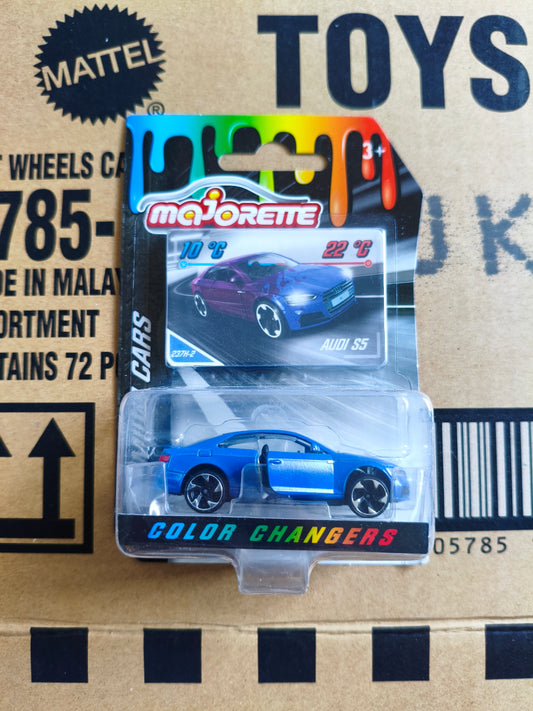 MATTEL
®
TOYS
T WHEELS CA
785-
DE IN MALAY
ORTMENT
TAINS 72 P
UK
3+
majorette
10 °C
22 °C
237H-2
AUDI S5
CARS
COLOR CHANGERS
05785